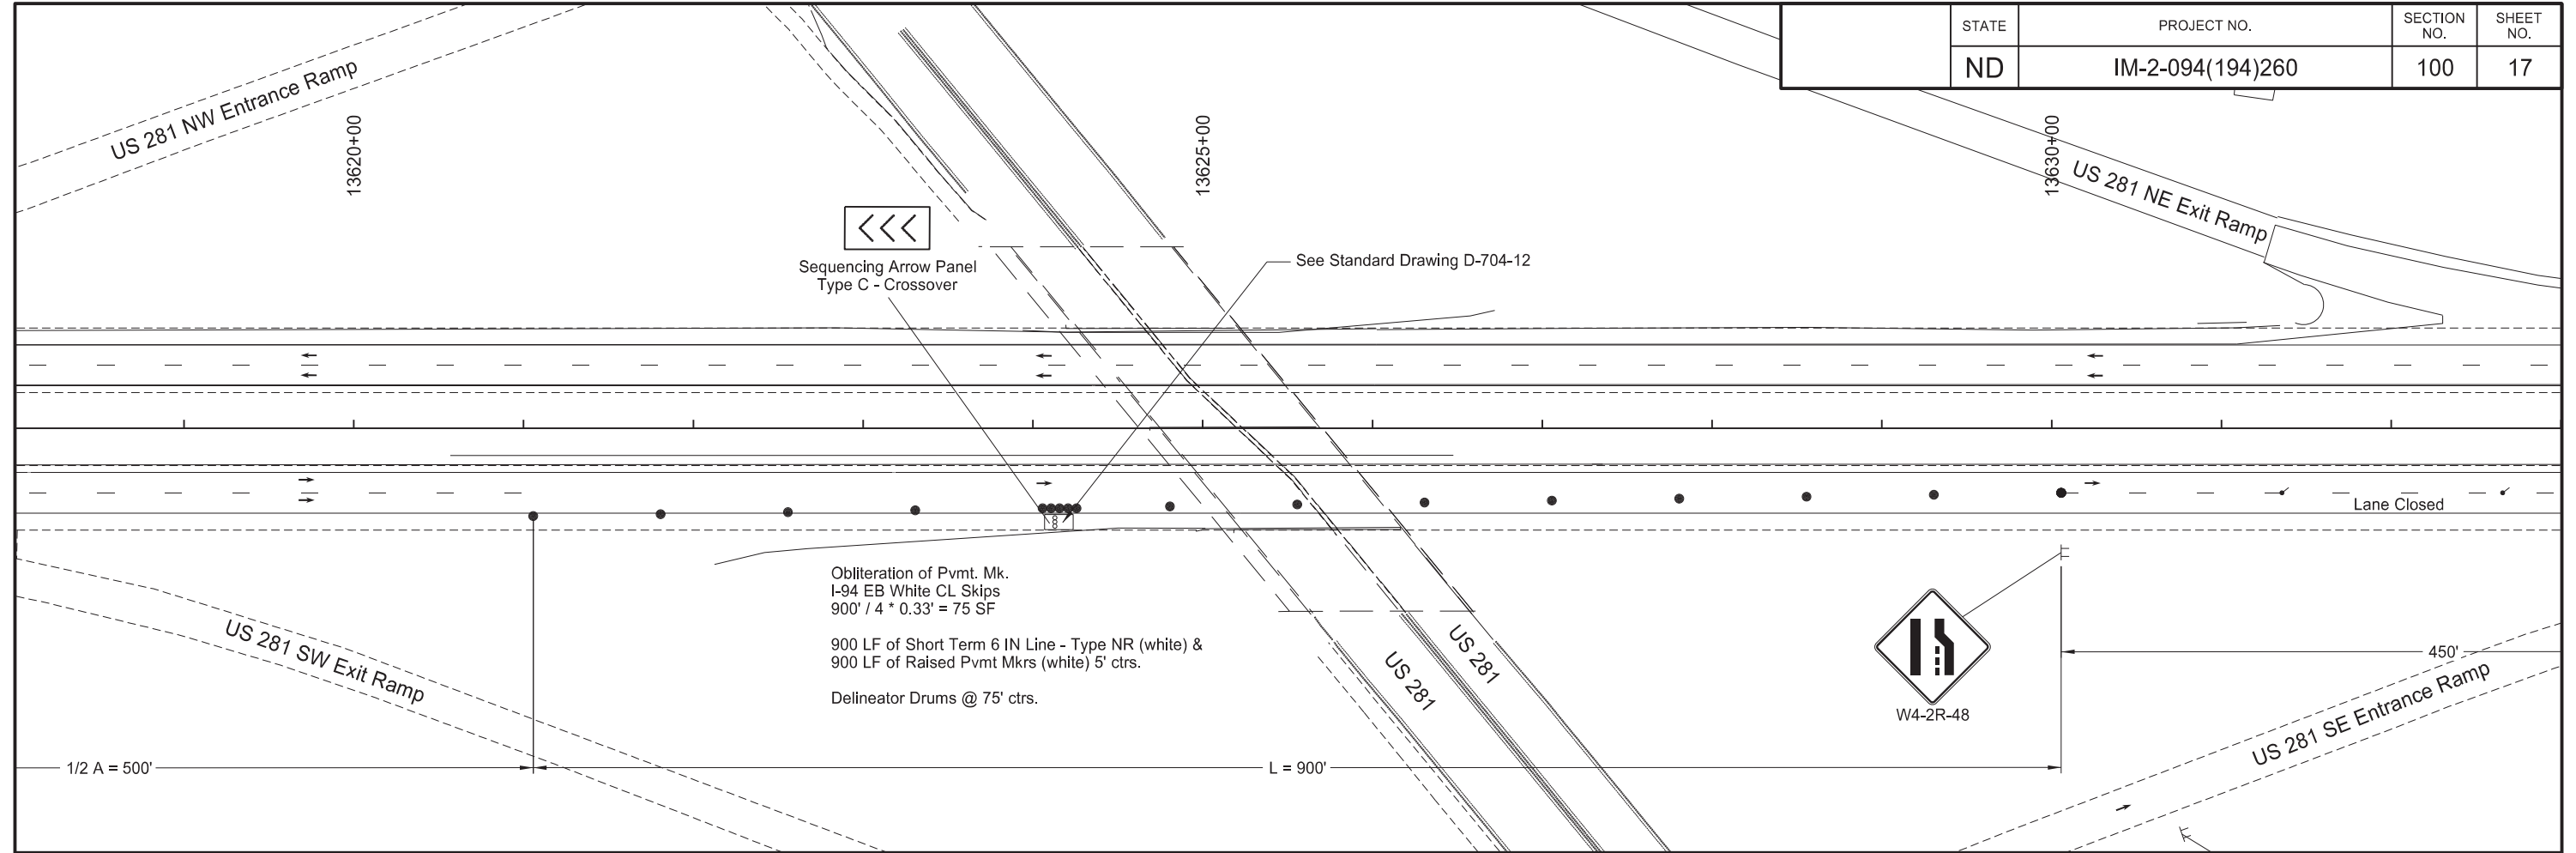 STATE
PROJECT NO.
SECTION NO.
SHEET NO.
ND
IM-2-094(194)260
100
17
US 281 NW Entrance Ramp
13620+00
13625+00
13630+00
US 281 NE Exit Ramp
Sequencing Arrow Panel
Type C - Crossover
See Standard Drawing D-704-12
Lane Closed
Obliteration of Pvmt. Mk.
I-94 EB White CL Skips
900' / 4 * 0.33' = 75 SF
900 LF of Short Term 6 IN Line - Type NR (white) &
900 LF of Raised Pvmt Mkrs (white) 5' ctrs.
Delineator Drums @ 75' ctrs.
US 281 SW Exit Ramp
US 281
US 281
W4-2R-48
450'
US 281 SE Entrance Ramp
1/2 A = 500'
L = 900'